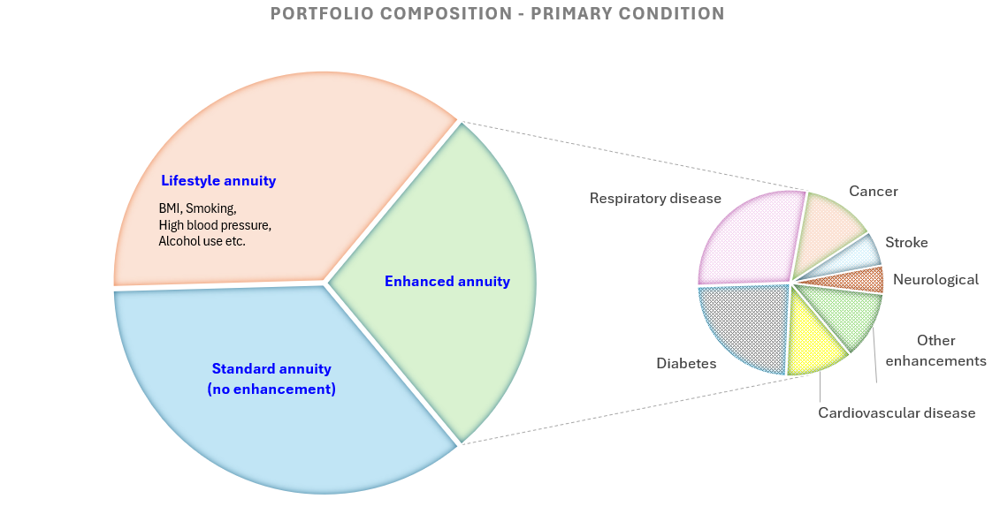 PORTFOLIO COMPOSITION - PRIMARY CONDITION
Lifestyle annuity
BMI, Smoking,
High blood pressure,
Alcohol use etc.
Enhanced annuity
Standard annuity
(no enhancement)
Respiratory disease
Cancer
Stroke
Neurological
Other
enhancements
Cardiovascular disease
Diabetes